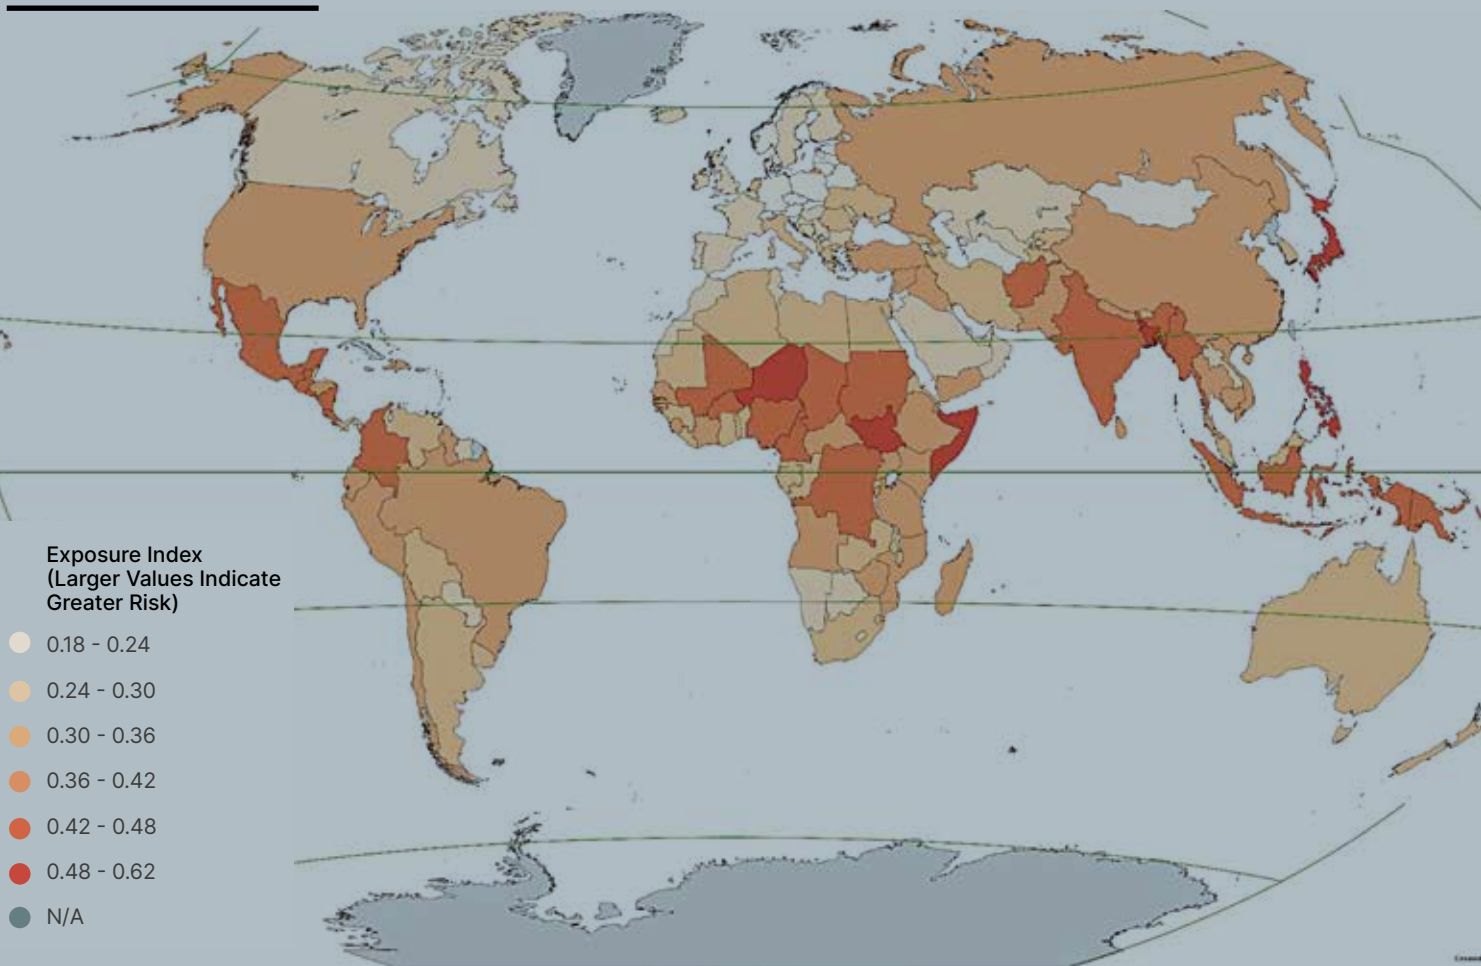 Exposure Index
(Larger Values Indicate
Greater Risk)
0.18 - 0.24
0.24 - 0.30
0.30 - 0.36
0.36 - 0.42
0.42 - 0.48
0.48 - 0.62
N/A